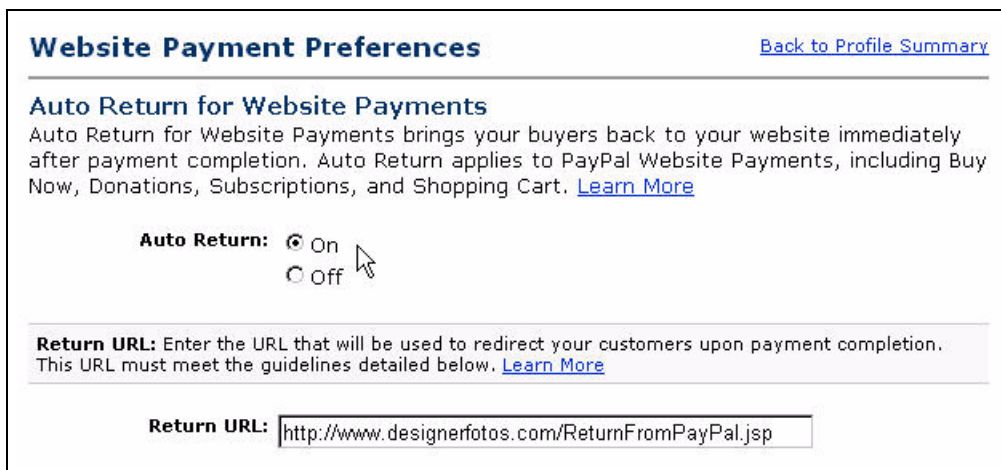 Website Payment Preferences
Back to Profile Summary
Auto Return for Website Payments
Auto Return for Website Payments brings your buyers back to your website immediately
after payment completion. Auto Return applies to PayPal Website Payments, including Buy
Now, Donations, Subscriptions, and Shopping Cart. Learn More
Auto Return: On
Off
Return URL: Enter the URL that will be used to redirect your customers upon payment completion.
This URL must meet the guidelines detailed below. Learn More
Return URL: http://www.designerfotos.com/ReturnFromPayPal.jsp